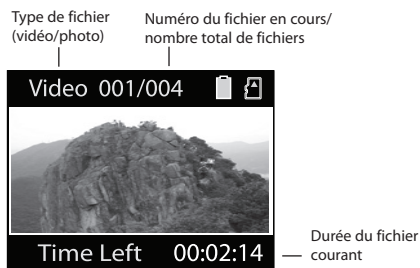 Type de fichier
(vidéo/photo)
Numéro du fichier en cours/
nombre total de fichiers
Video 001/004
Time Left 00:02:14
Durée du fichier
courant